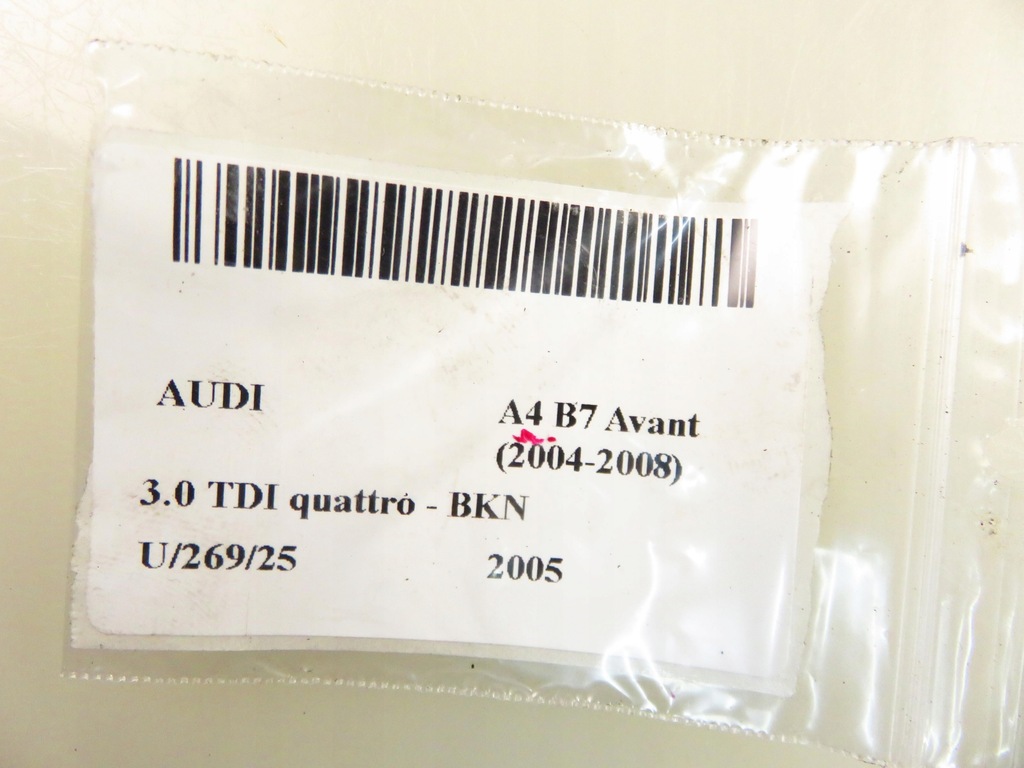 AUDI
A4 B7 Avant
(2004-2008)
3.0 TDI quattro - BKN
U/269/25
2005